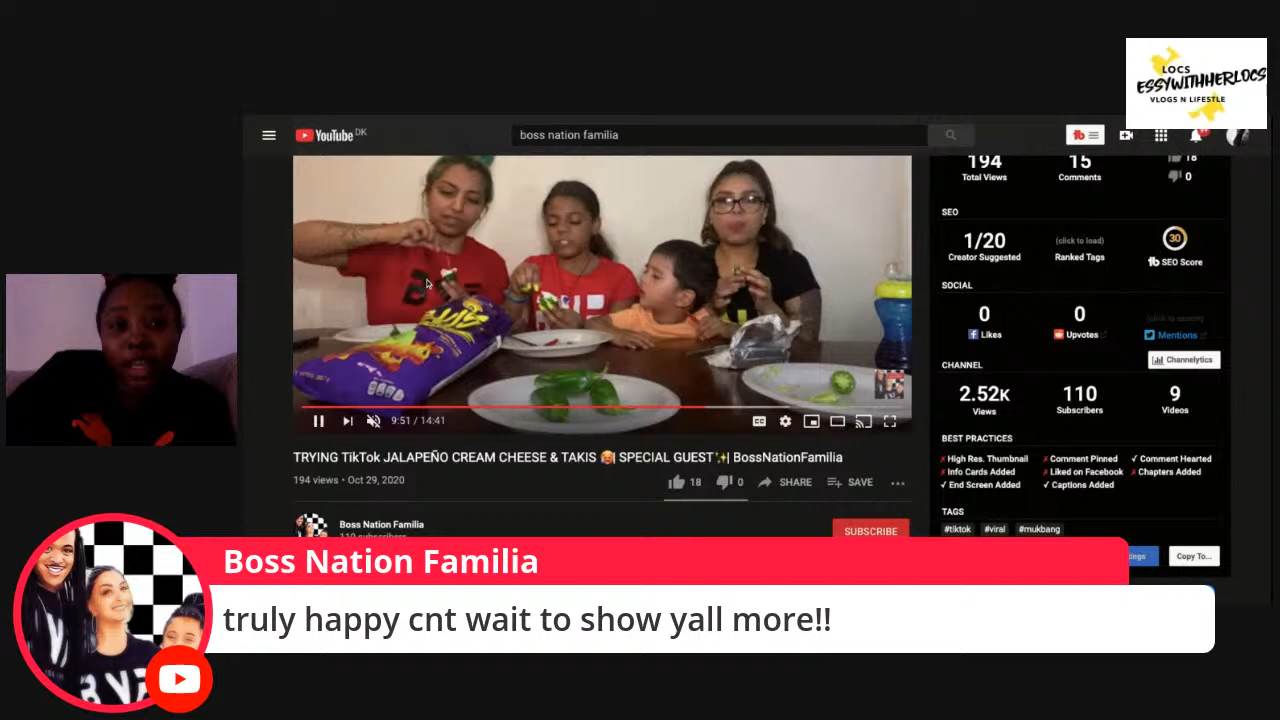 LOCS
ESSYWITHHERLOCS
VLOGS N LIFESTLE
YouTube DK
boss nation familia
194
15
18
Total Views
Comments
0
SEO
1/20
(click to load)
30
Creator Suggested
Ranked Tags
tb SEO Score
SOCIAL
0
0
Likes
Upvotes
Mentions
CHANNEL
Channelytics
2.52K
110
9
Views
Subscribers
Videos
BEST PRACTICES
✗ High Res. Thumbnail
✗ Comment Pinned
✓ Comment Hearted
✗ Info Cards Added
✗ Liked on Facebook
✗ Chapters Added
✓ End Screen Added
✓ Captions Added
TAGS
#tiktok #viral #mukbang
Copy To...
9:51 / 14:41
TRYING TikTok JALAPEÑO CREAM CHEESE & TAKIS 🥵| SPECIAL GUEST✨| BossNationFamilia
194 views • Oct 29, 2020
18
0
SHARE
SAVE
Boss Nation Familia
110 subscribers
SUBSCRIBE
Boss Nation Familia
truly happy cnt wait to show yall more!!